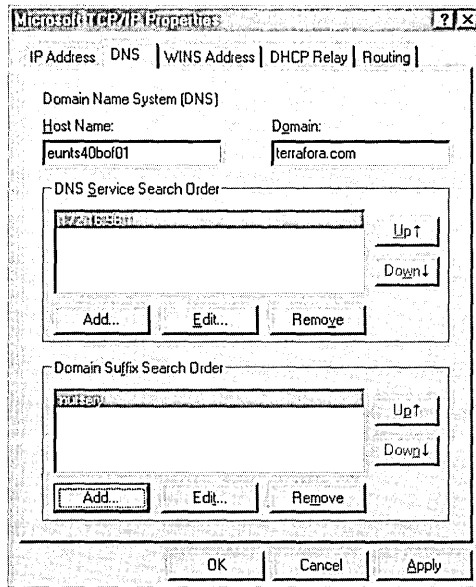 Microsoft TCP/IP Properties
IP Address DNS WINS Address DHCP Relay Routing
Domain Name System (DNS)
Host Name: Domain:
eunts40bof01 terrafora.com
DNS Service Search Order
Up↑
Down↓
Add... Edit... Remove
Domain Suffix Search Order
Up↑
Down↓
Add... Edit... Remove
OK Cancel Apply